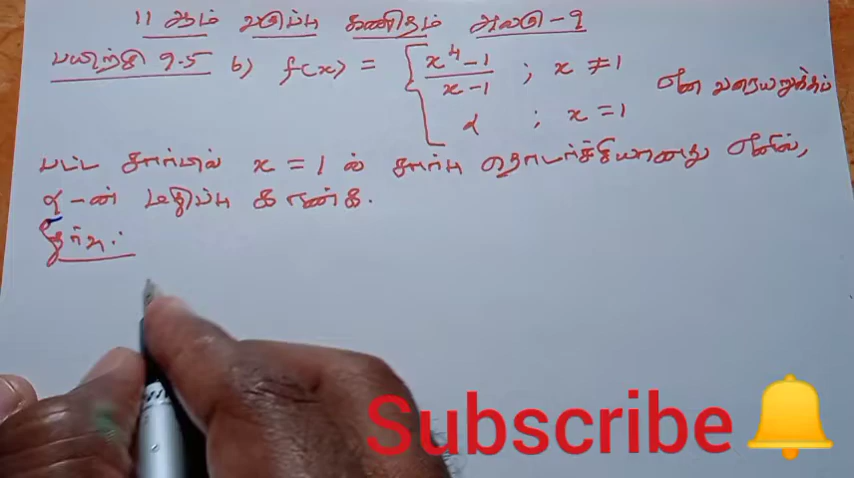 11 ஆம் வகுப்பு கணிதம் அலகு - 9
பயிற்சி 9.5 6) f(x) = { x⁴ - 1 / x - 1 ; x ≠ 1 என வரையறுக்கப்
α ; x = 1
பட்ட சார்பில் x = 1 ல் சார்பு தொடர்ச்சியானது எனில்,
α - ன் மதிப்பு காண்க.
தீர்வு:
Subscribe